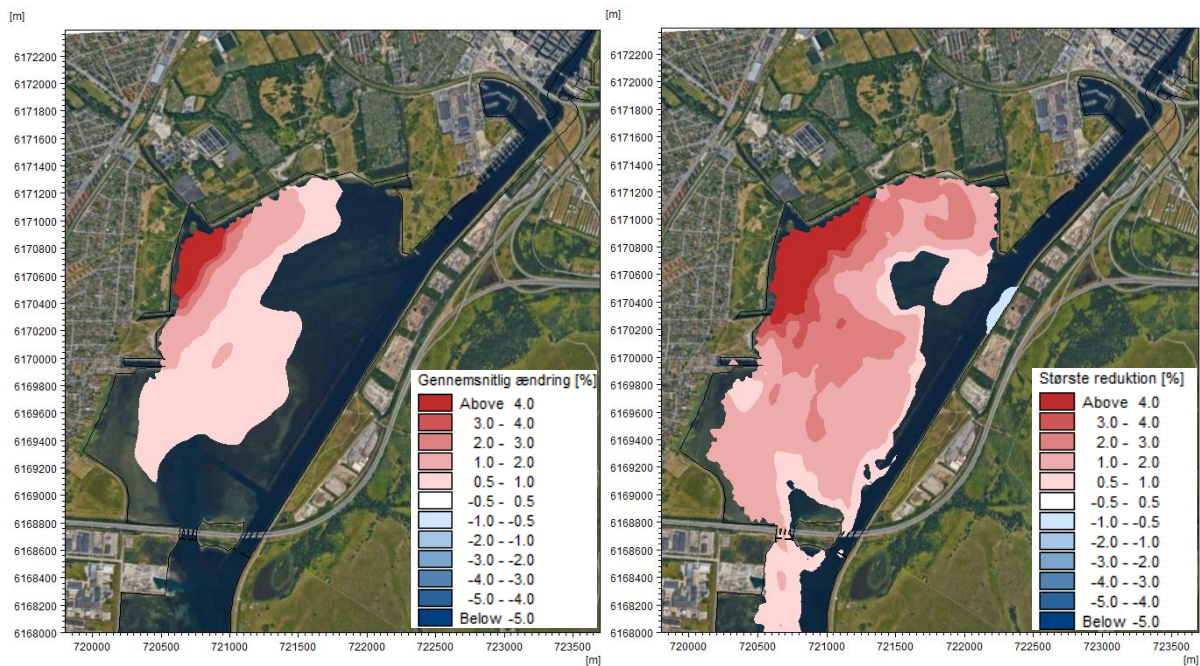 [m]
6172200
6172000
6171800
6171600
6171400
6171200
6171000
6170800
6170600
6170400
6170200
6170000
6169800
6169600
6169400
6169200
6169000
6168800
6168600
6168400
6168200
6168000
720000 720500 721000 721500 722000 722500 723000 723500
[m]
Gennemsnitlig ændring [%]
Above 4.0
3.0 - 4.0
2.0 - 3.0
1.0 - 2.0
0.5 - 1.0
-0.5 - 0.5
-1.0 - -0.5
-2.0 - -1.0
-3.0 - -2.0
-4.0 - -3.0
-5.0 - -4.0
Below -5.0
[m]
6172200
6172000
6171800
6171600
6171400
6171200
6171000
6170800
6170600
6170400
6170200
6170000
6169800
6169600
6169400
6169200
6169000
6168800
6168600
6168400
6168200
6168000
720000 720500 721000 721500 722000 722500 723000 723500
[m]
Største reduktion [%]
Above 4.0
3.0 - 4.0
2.0 - 3.0
1.0 - 2.0
0.5 - 1.0
-0.5 - 0.5
-1.0 - -0.5
-2.0 - -1.0
-3.0 - -2.0
-4.0 - -3.0
-5.0 - -4.0
Below -5.0